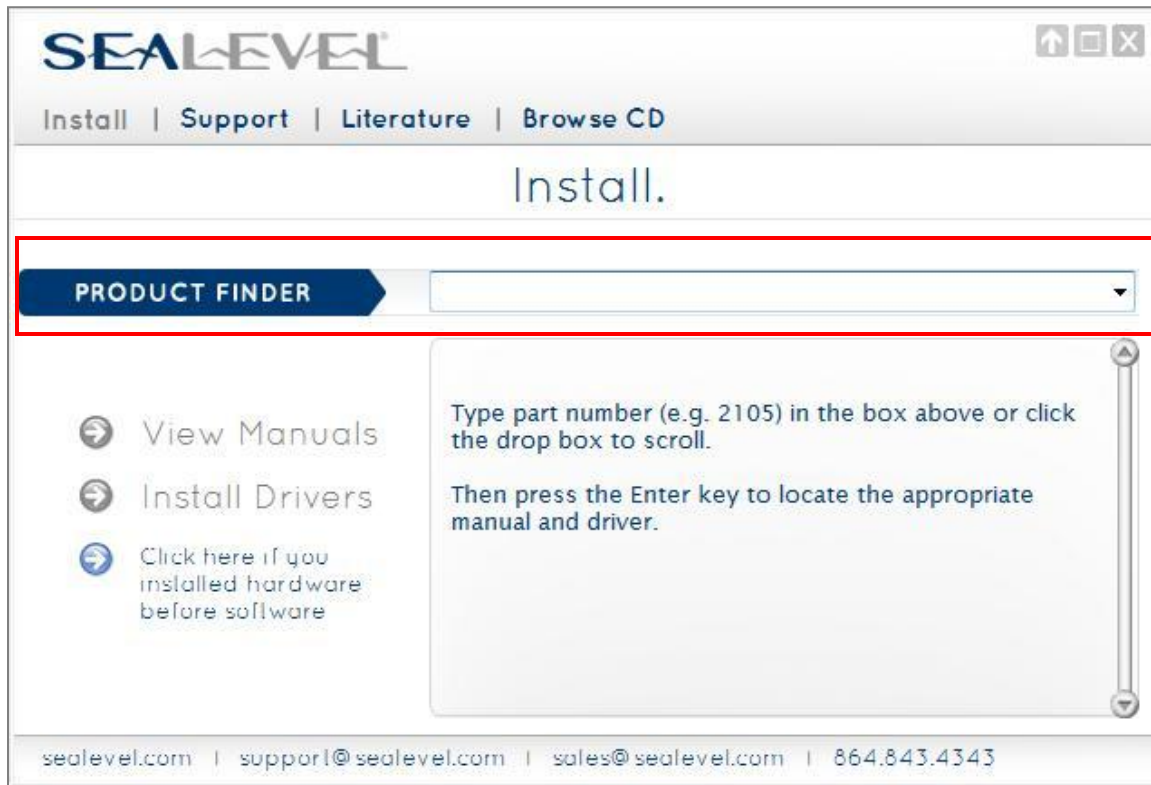 SEALEVEL
Install | Support | Literature | Browse CD
Install.
PRODUCT FINDER
Type part number (e.g. 2105) in the box above or click
the drop box to scroll.
Then press the Enter key to locate the appropriate
manual and driver.
View Manuals
Install Drivers
Click here if you
installed hardware
before software
sealevel.com | support@sealevel.com | sales@sealevel.com | 864.843.4343